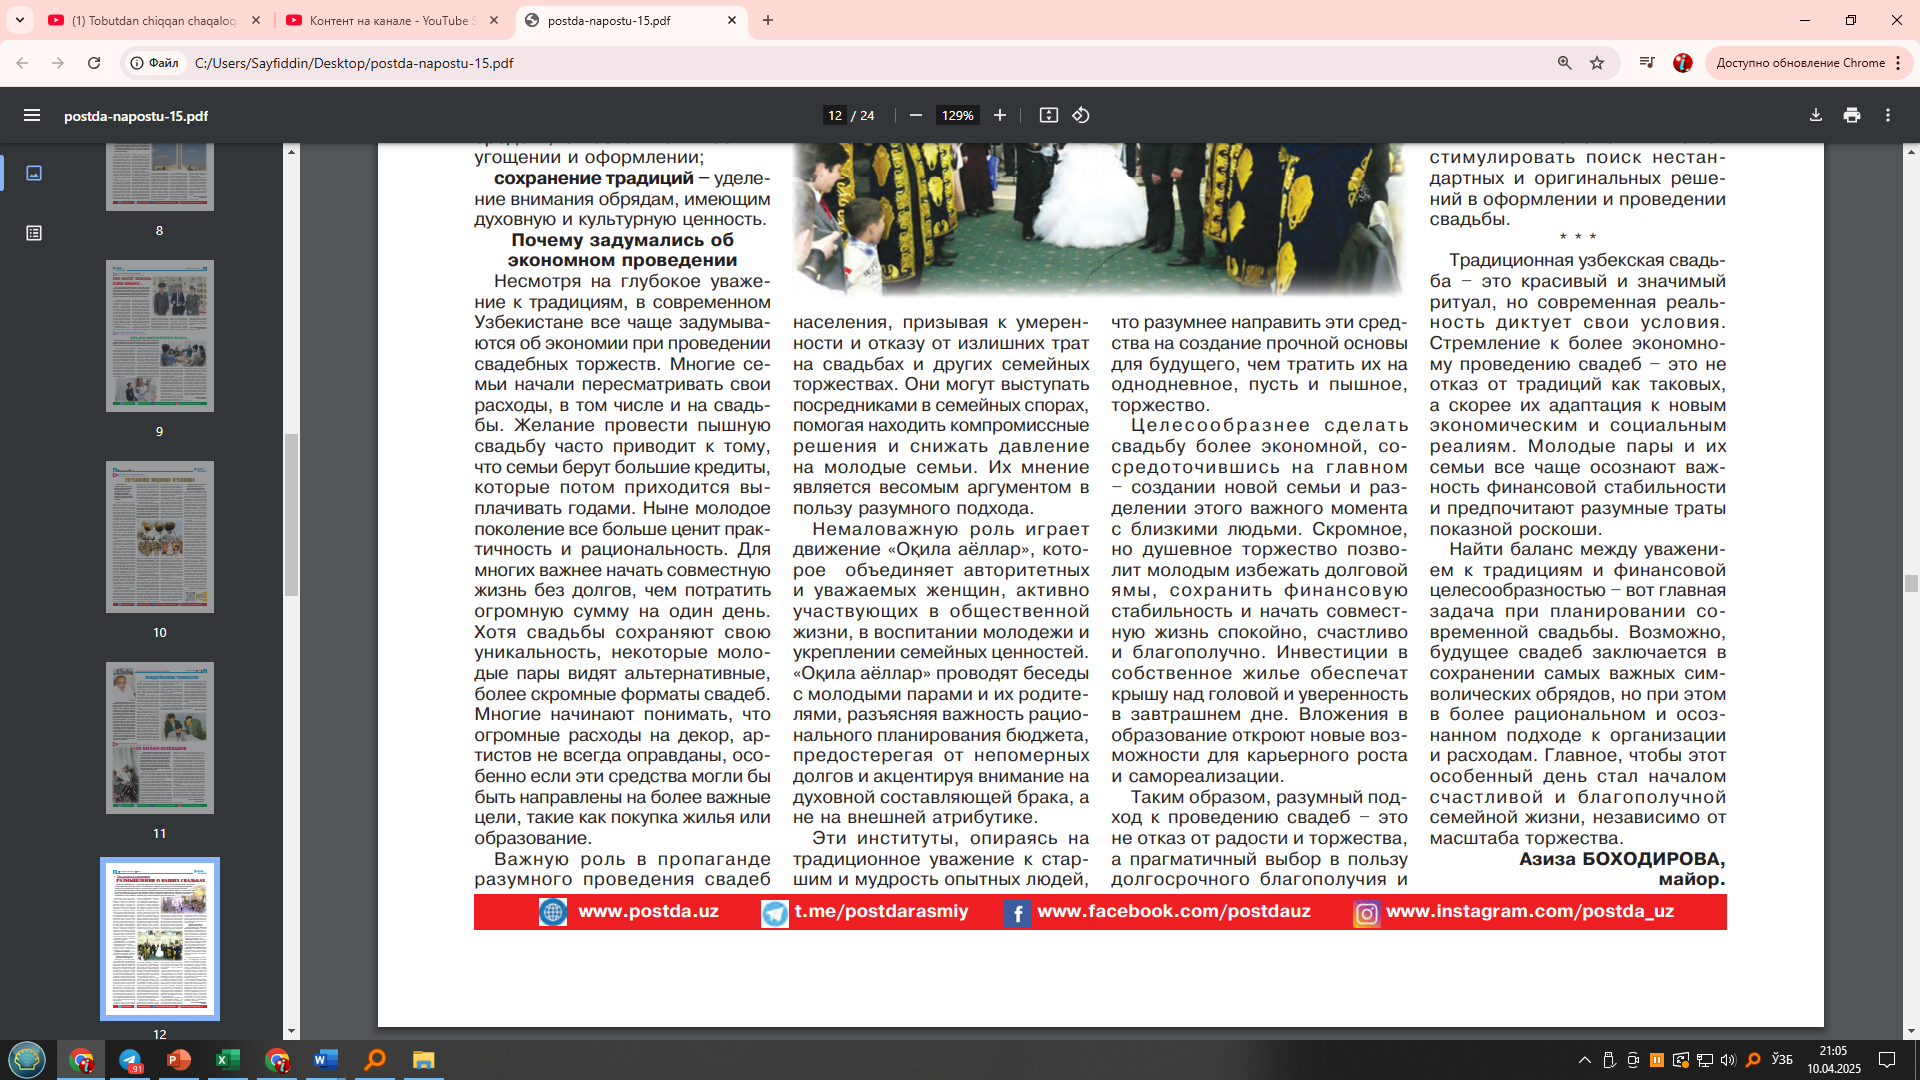 (1) Tobutdan chiqqan chaqaloq
Контент на канале - YouTube S
postda-napostu-15.pdf
Файл
C:/Users/Sayfiddin/Desktop/postda-napostu-15.pdf
Доступно обновление Chrome
postda-napostu-15.pdf
12 / 24
129%
8
9
10
11
12
угощении и оформлении;
сохранение традиций – уделе-
ние внимания обрядам, имеющим
духовную и культурную ценность.
Почему задумались об
экономном проведении
Несмотря на глубокое уваже-
ние к традициям, в современном
Узбекистане все чаще задумыва-
ются об экономии при проведении
свадебных торжеств. Многие се-
мьи начали пересматривать свои
расходы, в том числе и на свадь-
бы. Желание провести пышную
свадьбу часто приводит к тому,
что семьи берут большие кредиты,
которые потом приходится вы-
плачивать годами. Ныне молодое
поколение все больше ценит прак-
тичность и рациональность. Для
многих важнее начать совместную
жизнь без долгов, чем потратить
огромную сумму на один день.
Хотя свадьбы сохраняют свою
уникальность, некоторые моло-
дые пары видят альтернативные,
более скромные форматы свадеб.
Многие начинают понимать, что
огромные расходы на декор, ар-
тистов не всегда оправданы, осо-
бенно если эти средства могли бы
быть направлены на более важные
цели, такие как покупка жилья или
образование.
Важную роль в пропаганде
разумного проведения свадеб
населения, призывая к умерен-
ности и отказу от излишних трат
на свадьбах и других семейных
торжествах. Они могут выступать
посредниками в семейных спорах,
помогая находить компромиссные
решения и снижать давление
на молодые семьи. Их мнение
является весомым аргументом в
пользу разумного подхода.
Немаловажную роль играет
движение «Оқила аёллар», кото-
рое объединяет авторитетных
и уважаемых женщин, активно
участвующих в общественной
жизни, в воспитании молодежи и
укреплении семейных ценностей.
«Оқила аёллар» проводят беседы
с молодыми парами и их родите-
лями, разъясняя важность рацио-
нального планирования бюджета,
предостерегая от непомерных
долгов и акцентируя внимание на
духовной составляющей брака, а
не на внешней атрибутике.
Эти институты, опираясь на
традиционное уважение к стар-
шим и мудрость опытных людей,
что разумнее направить эти сред-
ства на создание прочной основы
для будущего, чем тратить их на
однодневное, пусть и пышное,
торжество.
Целесообразнее сделать
свадьбу более экономной, со-
средоточившись на главном
– создании новой семьи и раз-
делении этого важного момента
с близкими людьми. Скромное,
но душевное торжество позво-
лит молодым избежать долговой
ямы, сохранить финансовую
стабильность и начать совмест-
ную жизнь спокойно, счастливо
и благополучно. Инвестиции в
собственное жилье обеспечат
крышу над головой и уверенность
в завтрашнем дне. Вложения в
образование откроют новые воз-
можности для карьерного роста
и самореализации.
Таким образом, разумный под-
ход к проведению свадеб – это
не отказ от радости и торжества,
а прагматичный выбор в пользу
долгосрочного благополучия и
стимулировать поиск нестан-
дартных и оригинальных реше-
ний в оформлении и проведении
свадьбы.
* * *
Традиционная узбекская свадь-
ба – это красивый и значимый
ритуал, но современная реаль-
ность диктует свои условия.
Стремление к более экономно-
му проведению свадеб – это не
отказ от традиций как таковых,
а скорее их адаптация к новым
экономическим и социальным
реалиям. Молодые пары и их
семьи все чаще осознают важ-
ность финансовой стабильности
и предпочитают разумные траты
показной роскоши.
Найти баланс между уважени-
ем к традициям и финансовой
целесообразностью – вот главная
задача при планировании со-
временной свадьбы. Возможно,
будущее свадеб заключается в
сохранении самых важных сим-
волических обрядов, но при этом
в более рациональном и осоз-
нанном подходе к организации
и расходам. Главное, чтобы этот
особенный день стал началом
счастливой и благополучной
семейной жизни, независимо от
масштаба торжества.
Азиза БОХОДИРОВА,
майор.
www.postda.uz
t.me/postdarasmiy
www.facebook.com/postdauz
www.instagram.com/postda_uz
91
ЎЗБ
21:05
10.04.2025